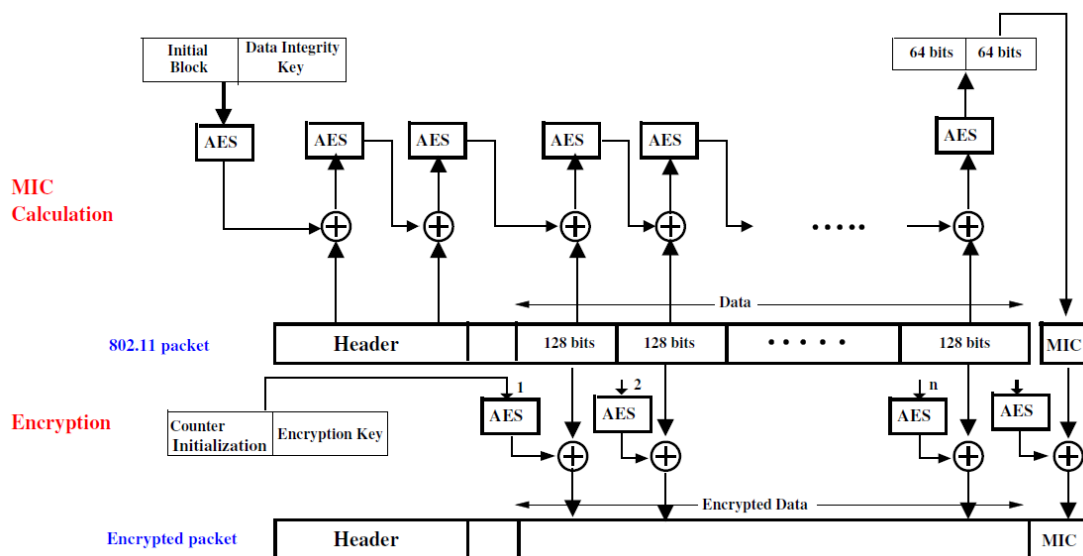 Initial Block
Data Integrity Key
64 bits
64 bits
AES
AES
AES
AES
AES
AES
MIC Calculation
. . . . .
Data
802.11 packet
Header
128 bits
128 bits
. . . . .
128 bits
MIC
1
2
n
Encryption
Counter Initialization
Encryption Key
AES
AES
AES
AES
Encrypted Data
Encrypted packet
Header
MIC